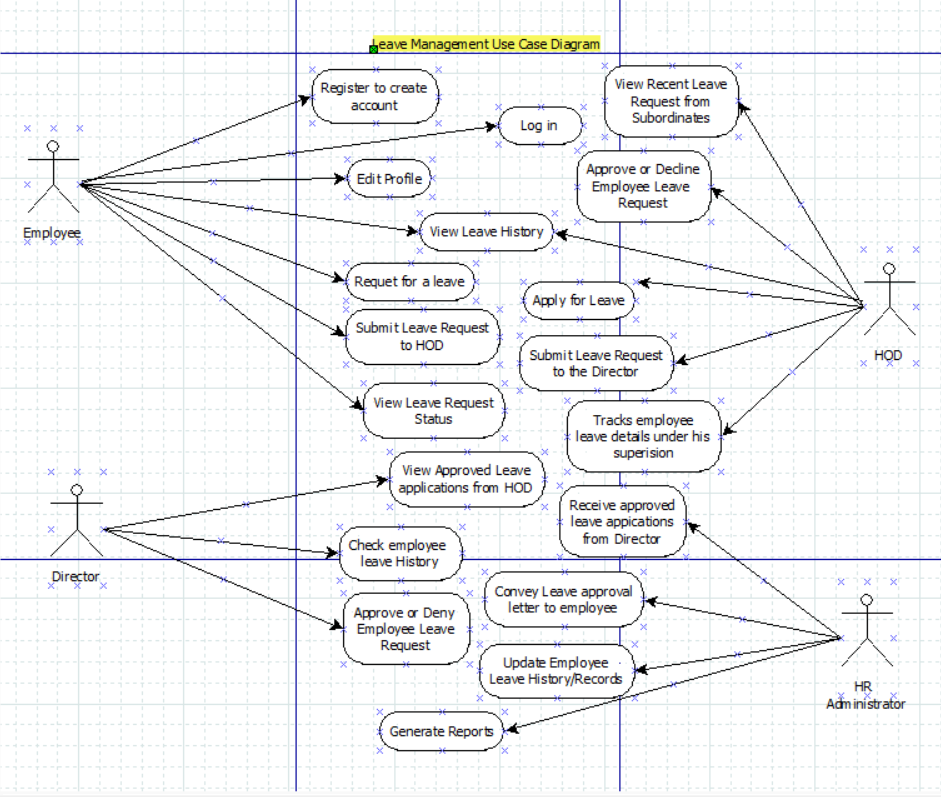 Leave Management Use Case Diagram
Register to create
account
View Recent Leave
Request from
Subordinates
Log in
Edit Profile
Approve or Decline
Employee Leave
Request
Employee
View Leave History
Requet for a leave
Apply for Leave
Submit Leave Request
to HOD
HOD
Submit Leave Request
to the Director
View Leave Request
Status
Tracks employee
leave details under his
superision
View Approved Leave
applications from HOD
Receive approved
leave appications
from Director
Check employee
leave History
Director
Convey Leave approval
letter to employee
Approve or Deny
Employee Leave
Request
Update Employee
Leave History/Records
HR
Administrator
Generate Reports